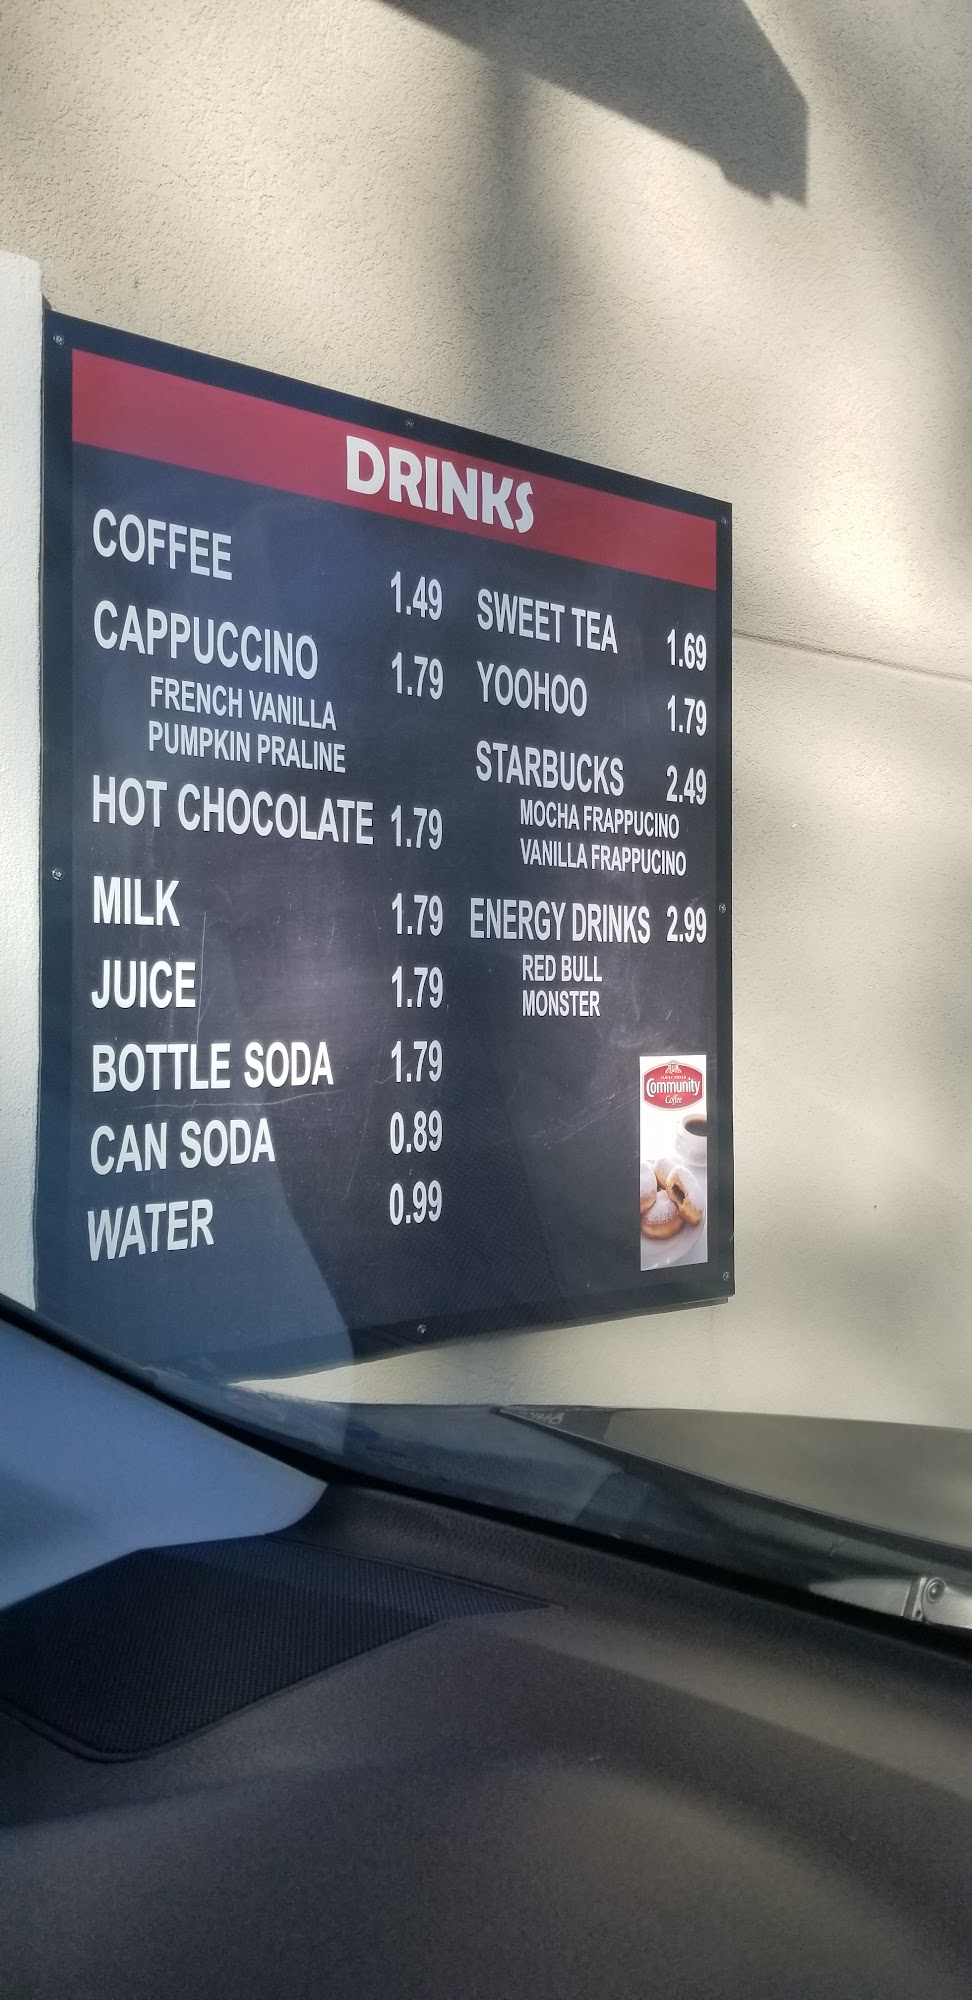 DRINKS
COFFEE 1.49
CAPPUCCINO 1.79
FRENCH VANILLA
PUMPKIN PRALINE
HOT CHOCOLATE 1.79
MILK 1.79
JUICE 1.79
BOTTLE SODA 1.79
CAN SODA 0.89
WATER 0.99
SWEET TEA 1.69
YOOHOO 1.79
STARBUCKS 2.49
MOCHA FRAPPUCINO
VANILLA FRAPPUCINO
ENERGY DRINKS 2.99
RED BULL
MONSTER
Community
Coffee